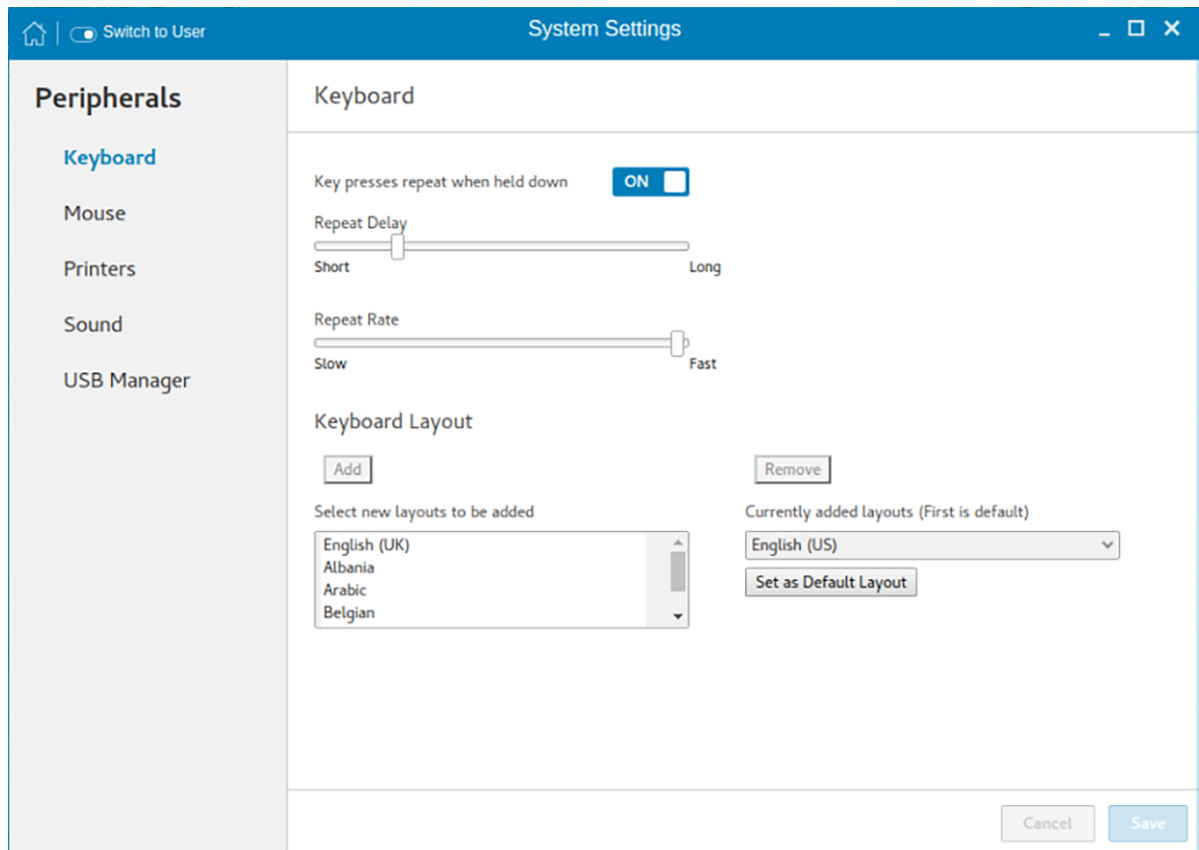 Switch to User
System Settings
Peripherals
Keyboard
Mouse
Printers
Sound
USB Manager
Keyboard
Key presses repeat when held down
ON
Repeat Delay
Short
Long
Repeat Rate
Slow
Fast
Keyboard Layout
Add
Remove
Select new layouts to be added
Currently added layouts (First is default)
English (UK)
Albania
Arabic
Belgian
English (US)
Set as Default Layout
Cancel
Save